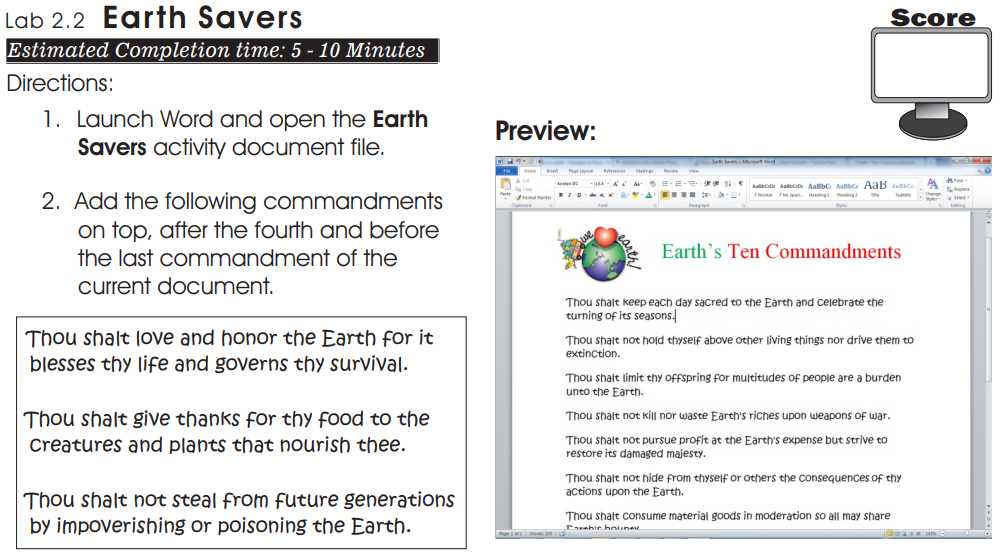 Lab 2.2 Earth Savers
Estimated Completion time: 5 - 10 Minutes
Directions:
1. Launch Word and open the Earth
Savers activity document file.
2. Add the following commandments
on top, after the fourth and before
the last commandment of the
current document.
Thou shalt love and honor the Earth for it
blesses thy life and governs thy survival.
Thou shalt give thanks for thy food to the
creatures and plants that nourish thee.
Thou shalt not steal from future generations
by impoverishing or poisoning the Earth.
Score
Preview:
Earth Savers - Microsoft Word
File Home Insert Page Layout References Mailings Review View
Paste
Cut
Copy
Format Painter
Clipboard
Font
Paragraph
AaBbCcDc AaBbCcDc AaBbC AaBbCc AaB AaBbCc
Normal No Spaci... Heading 1 Heading 2 Title Subtitle
Change
Styles
Styles
Find
Replace
Select
Editing
give earth!
Earth's Ten Commandments
Thou shalt keep each day sacred to the Earth and celebrate the
turning of its seasons.
Thou shalt not hold thyself above other living things nor drive them to
extinction.
Thou shalt limit thy offspring for multitudes of people are a burden
unto the Earth.
Thou shalt not kill nor waste Earth's riches upon weapons of war.
Thou shalt not pursue profit at the Earth's expense but strive to
restore its damaged majesty.
Thou shalt not hide from thyself or others the consequences of thy
actions upon the Earth.
Thou shalt consume material goods in moderation so all may share
Earth's bounty.
Page 1 of 1